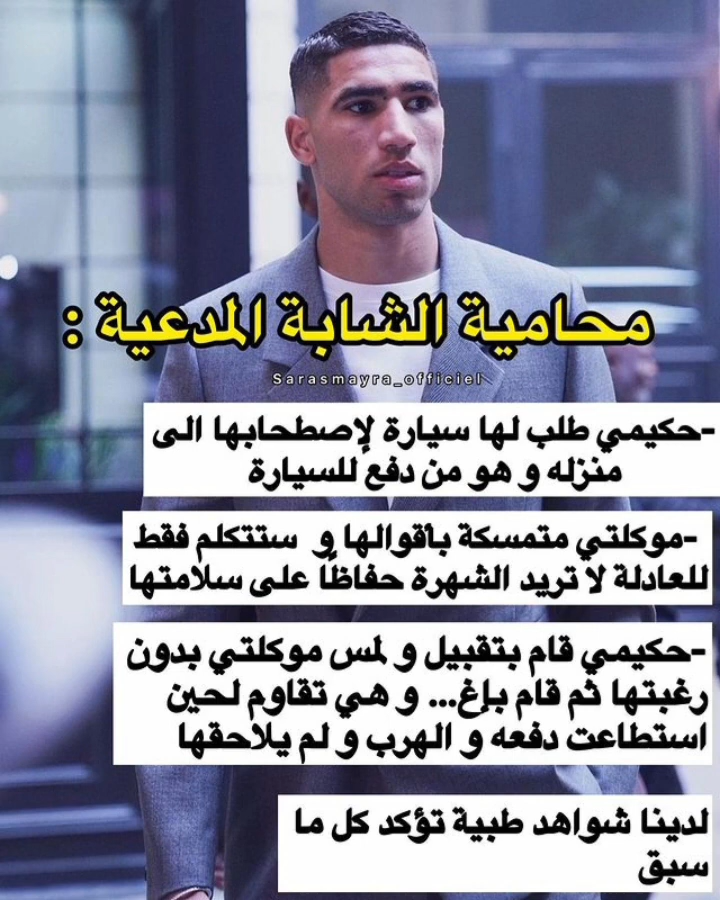 محامية الشابة المدعية :
Sarasmayra_officiel
-حكيمي طلب لها سيارة لإصطحابها الى
منزله و هو من دفع للسيارة
-موكلتي متمسكة بأقوالها و ستتكلم فقط
للعادلة لا تريد الشهرة حفاظًا على سلامتها
-حكيمي قام بتقبيل و لمس موكلتي بدون
رغبتها ثم قام بإغ... و هي تقاوم لحين
استطاعت دفعه و الهرب و لم يلاحقها
لدينا شواهد طبية تؤكد كل ما
سبق